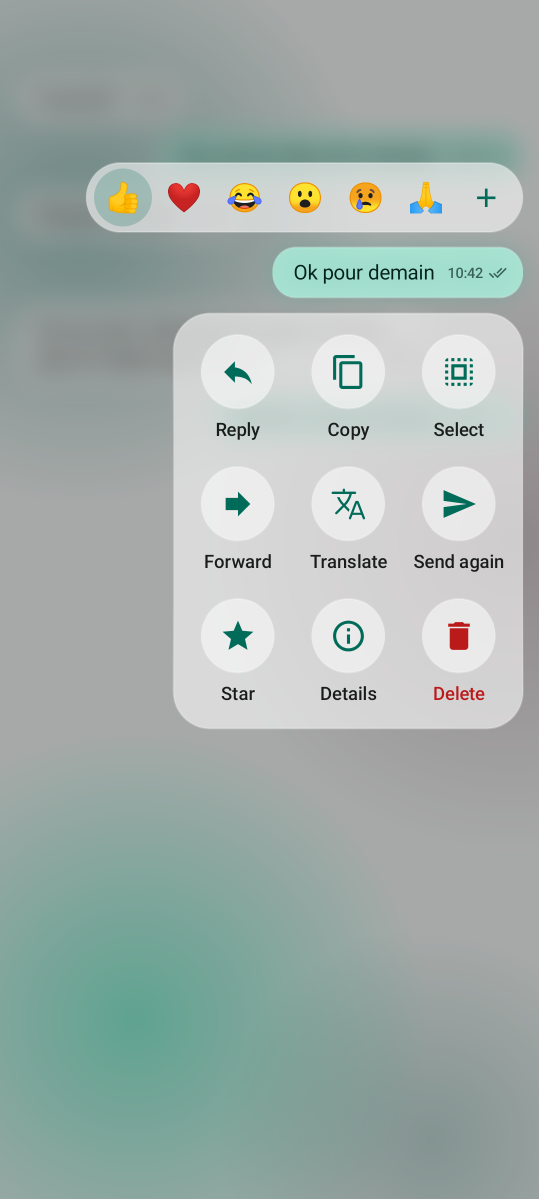 Ok pour demain 10:42
Reply Copy Select
Forward Translate Send again
Star Details Delete